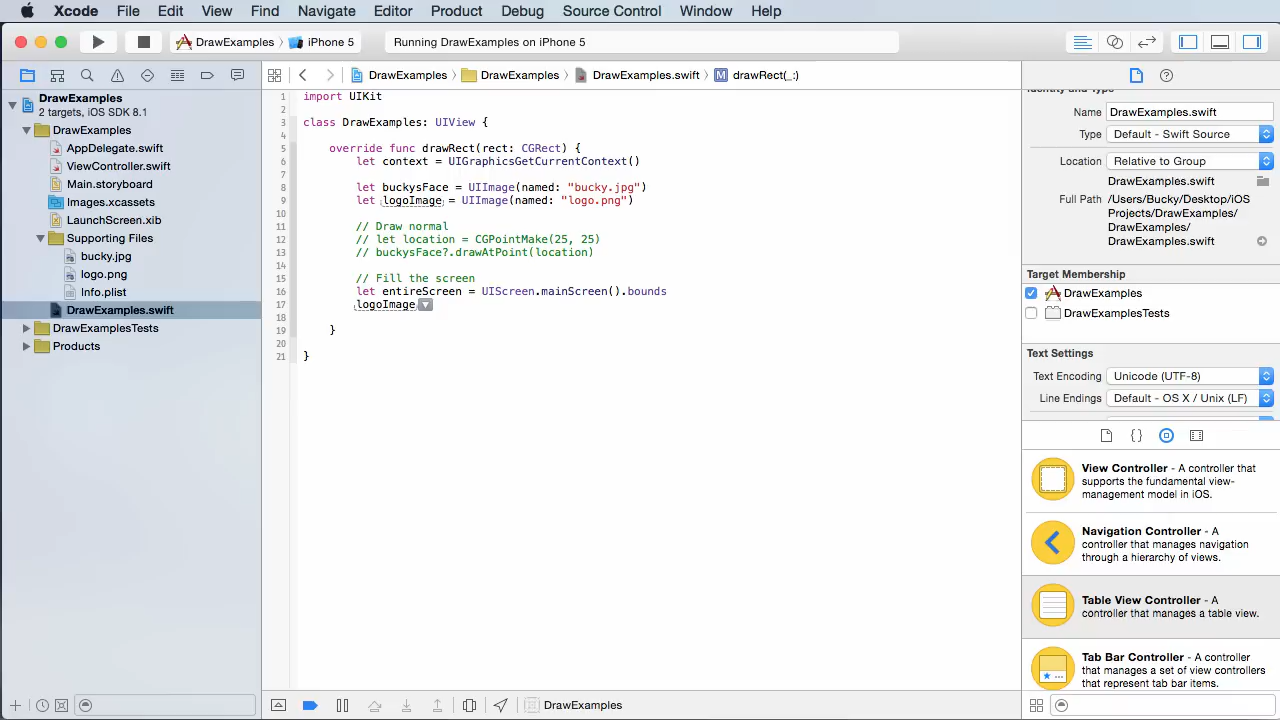 Xcode File Edit View Find Navigate Editor Product Debug Source Control Window Help
DrawExamples iPhone 5 Running DrawExamples on iPhone 5
DrawExamples DrawExamples DrawExamples.swift M drawRect(_:)
DrawExamples
2 targets, iOS SDK 8.1
DrawExamples
AppDelegate.swift
ViewController.swift
Main.storyboard
Images.xcassets
LaunchScreen.xib
Supporting Files
bucky.jpg
logo.png
Info.plist
DrawExamples.swift
DrawExamplesTests
Products
1 import UIKit
2
3 class DrawExamples: UIView {
4
5 override func drawRect(rect: CGRect) {
6 let context = UIGraphicsGetCurrentContext()
7
8 let buckysFace = UIImage(named: "bucky.jpg")
9 let logoImage = UIImage(named: "logo.png")
10
11 // Draw normal
12 // let location = CGPointMake(25, 25)
13 // buckysFace?.drawAtPoint(location)
14
15 // Fill the screen
16 let entireScreen = UIScreen.mainScreen().bounds
17 logoImage
18
19 }
20
21 }
Identity and Type
Name DrawExamples.swift
Type Default - Swift Source
Location Relative to Group
DrawExamples.swift
Full Path /Users/Bucky/Desktop/iOS
Projects/DrawExamples/
DrawExamples/
DrawExamples.swift
Target Membership
DrawExamples
DrawExamplesTests
Text Settings
Text Encoding Unicode (UTF-8)
Line Endings Default - OS X / Unix (LF)
{ }
View Controller - A controller that
supports the fundamental view-
management model in iOS.
Navigation Controller - A
controller that manages navigation
through a hierarchy of views.
Table View Controller - A
controller that manages a table view.
Tab Bar Controller - A controller
that manages a set of view controllers
that represent tab bar items.
DrawExamples